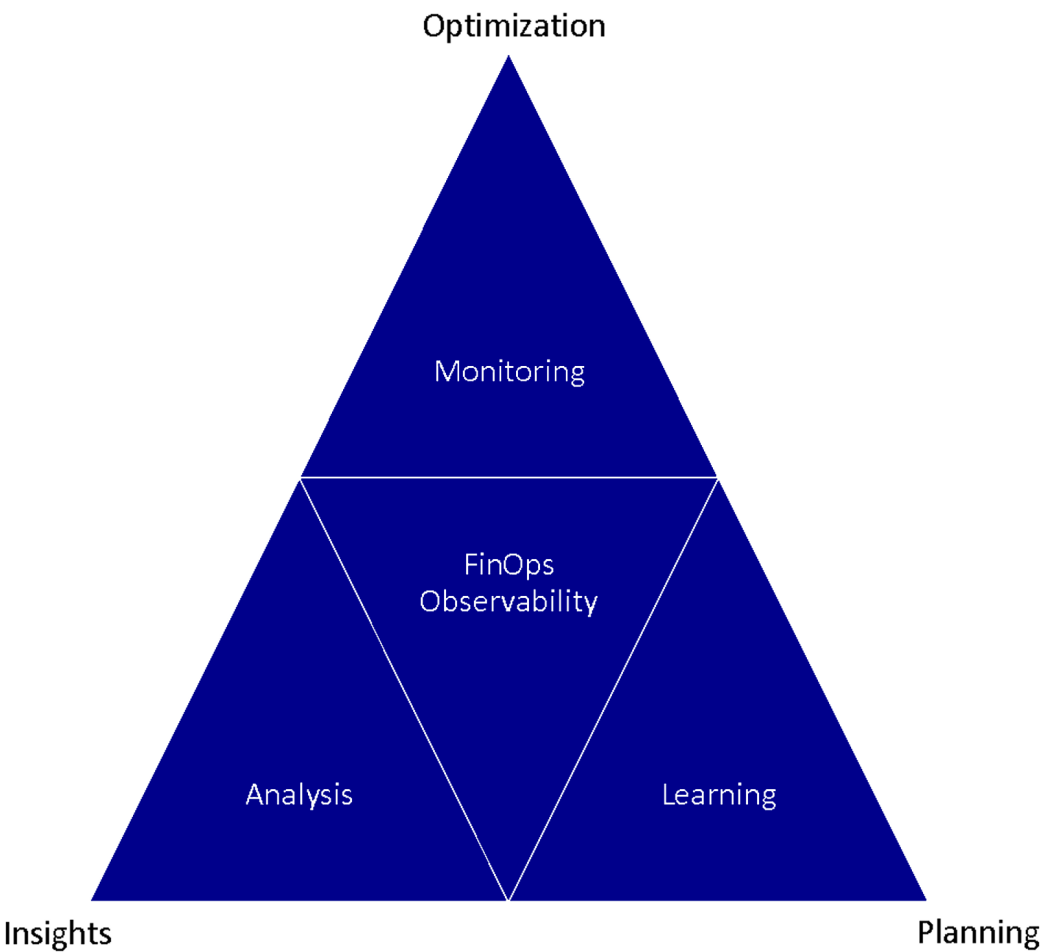 Optimization
Monitoring
FinOps
Observability
Analysis
Learning
Insights
Planning